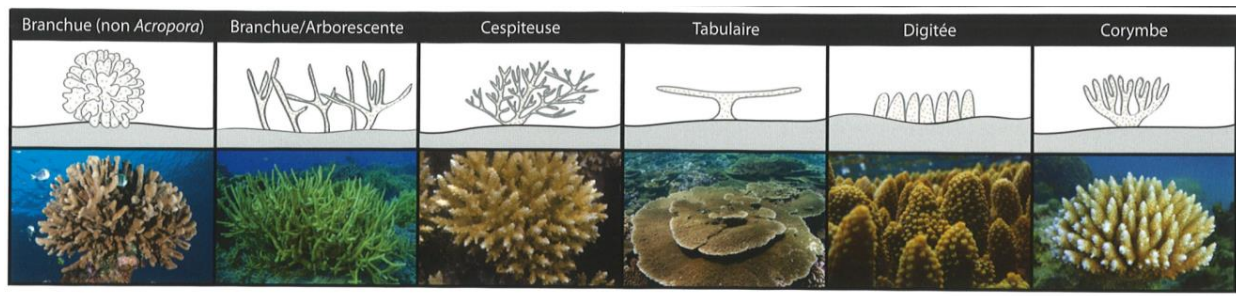 Branchue (non Acropora)
Branchue/Arborescente
Cespiteuse
Tabulaire
Digitée
Corymbe